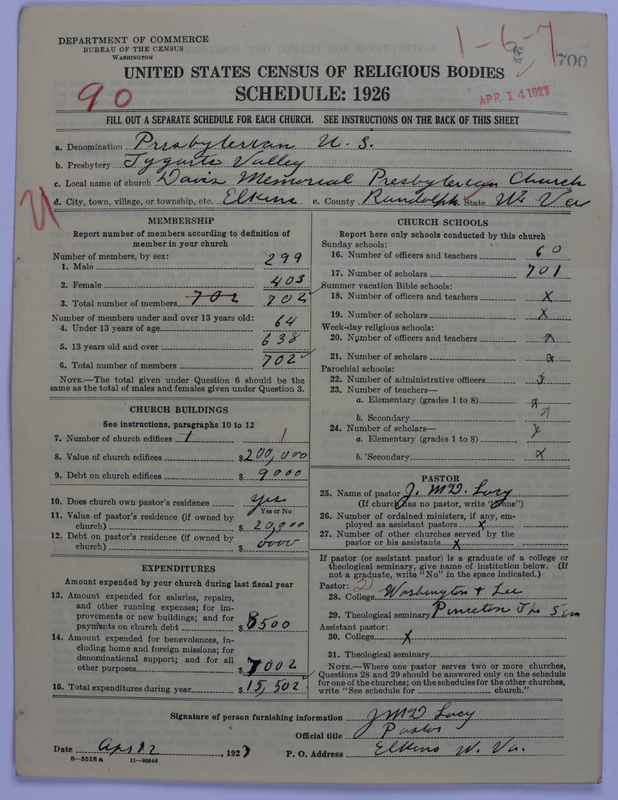 DEPARTMENT OF COMMERCE
BUREAU OF THE CENSUS
WASHINGTON
1-6-7
700
UNITED STATES CENSUS OF RELIGIOUS BODIES
90
SCHEDULE: 1926
APR 14 1927
FILL OUT A SEPARATE SCHEDULE FOR EACH CHURCH. SEE INSTRUCTIONS ON THE BACK OF THIS SHEET
a. Denomination Presbyterian U. S.
b. Presbytery Tygarts Valley
c. Local name of church Davis Memorial Presbyterian Church
d. City, town, village, or township, etc. Elkins e. County Randolph State W. Va
MEMBERSHIP
Report number of members according to definition of
member in your church
Number of members, by sex:
1. Male 299
2. Female 403
3. Total number of members 702 702
Number of members under and over 13 years old:
4. Under 13 years of age 64
5. 13 years old and over 638
6. Total number of members 702
NOTE.—The total given under Question 6 should be the
same as the total of males and females given under Question 3.
CHURCH BUILDINGS
See instructions, paragraphs 10 to 12
7. Number of church edifices 1 1
8. Value of church edifices $200,000
9. Debt on church edifices $ 9000
10. Does church own pastor's residence yes
Yes or No
11. Value of pastor's residence (if owned by
church) $ 20,000
12. Debt on pastor's residence (if owned by
church) $ 0000
EXPENDITURES
Amount expended by your church during last fiscal year
13. Amount expended for salaries, repairs,
and other running expenses; for im-
provements or new buildings; and for
payments on church debt $ 8500
14. Amount expended for benevolences, in-
cluding home and foreign missions; for
denominational support; and for all
other purposes $ 7002
15. Total expenditures during year $ 15,502
CHURCH SCHOOLS
Report here only schools conducted by this church
Sunday schools:
16. Number of officers and teachers 60
17. Number of scholars 701
Summer vacation Bible schools:
18. Number of officers and teachers x
19. Number of scholars x
Week-day religious schools:
20. Number of officers and teachers x
21. Number of scholars x
Parochial schools:
22. Number of administrative officers
23. Number of teachers—
a. Elementary (grades 1 to 8) x
b. Secondary
24. Number of scholars—
a. Elementary (grades 1 to 8) x
b. Secondary x
PASTOR
25. Name of pastor J. McD. Lacy
(If church has no pastor, write "None")
26. Number of ordained ministers, if any, em-
ployed as assistant pastors x
27. Number of other churches served by the
pastor or his assistants x
If pastor (or assistant pastor) is a graduate of a college or
theological seminary, give name of institution below. (If
not a graduate, write "No" in the space indicated.)
Pastor:
28. College Washington & Lee
29. Theological seminary Princeton The Sem
Assistant pastor:
30. College x
31. Theological seminary
NOTE.—Where one pastor serves two or more churches,
Questions 28 and 29 should be answered only on the schedule
for one of the churches; on the schedules for the other churches,
write "See schedule for church."
Signature of person furnishing information J McD Lacy
Official title Pastor
Date Apr 12, 1927 P. O. Address Elkins W. Va.
8—5518a